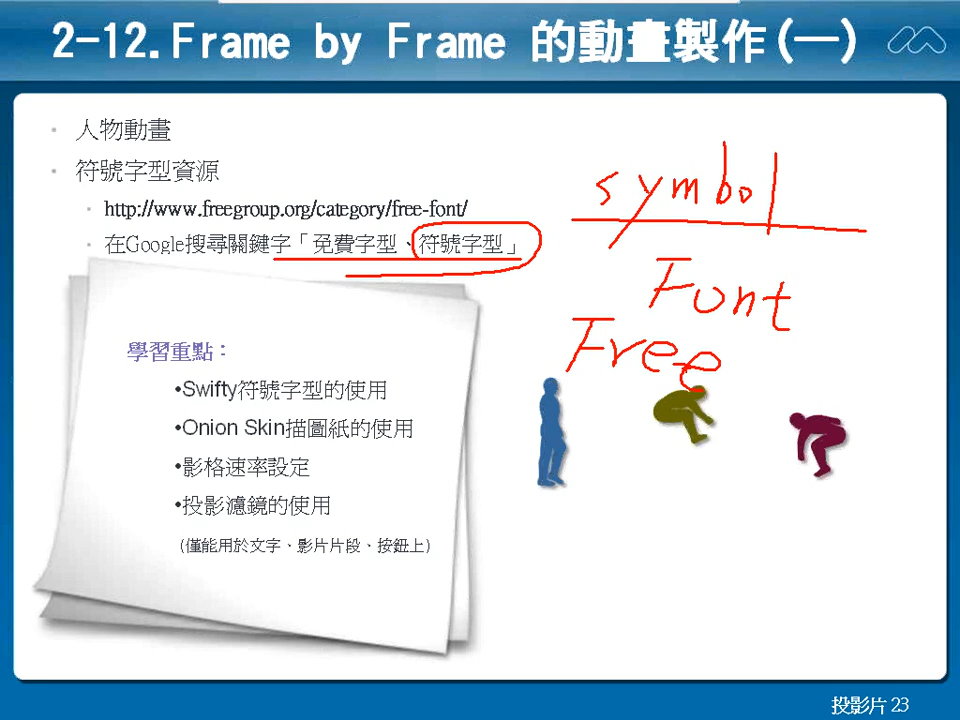 2-12.Frame by Frame 的動畫製作(一)
• 人物動畫
• 符號字型資源
• http://www.freegroup.org/category/free-font/
• 在Google搜尋關鍵字「免費字型、符號字型」
symbol
Font
Free
學習重點：
•Swifty符號字型的使用
•Onion Skin描圖紙的使用
•影格速率設定
•投影濾鏡的使用
(僅能用於文字、影片片段、按鈕上)
投影片 23